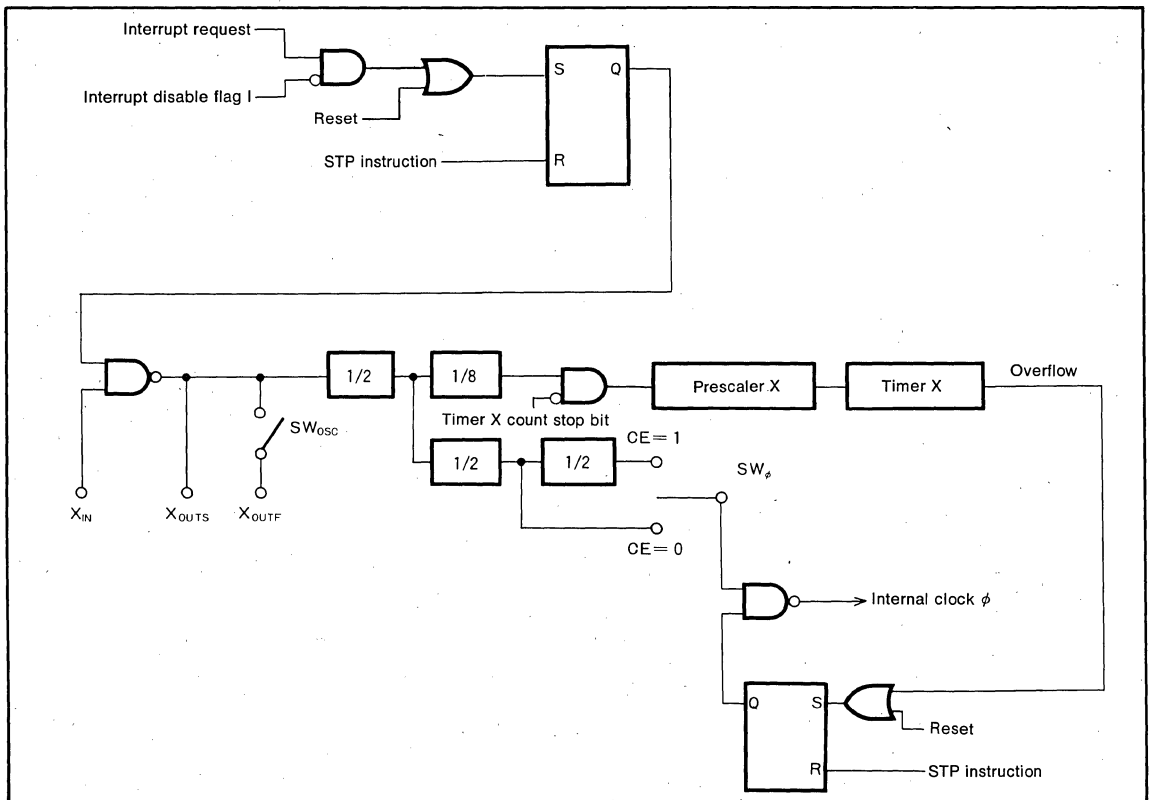 Interrupt request
S Q
Interrupt disable flag I
Reset
STP instruction
R
1/2
1/8
Prescaler X
Timer X
Overflow
Timer X count stop bit
SWOSC
CE=1
1/2
1/2
SWϕ
XIN
XOUTS
XOUTF
CE=0
Internal clock ϕ
Q S
Reset
R
STP instruction